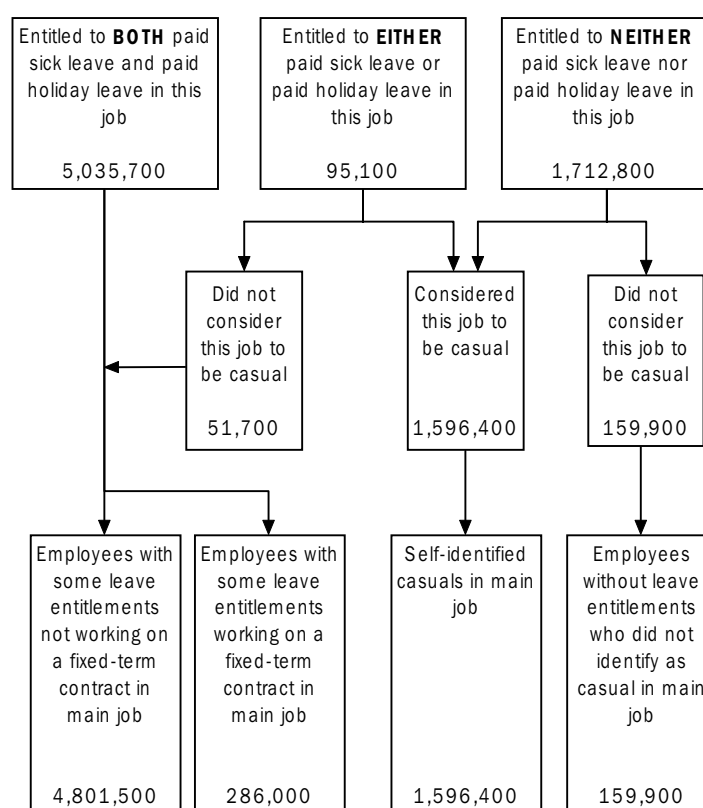 Entitled to BOTH paid
sick leave and paid
holiday leave in this
job
5,035,700
Entitled to EITHER
paid sick leave or
paid holiday leave in
this job
95,100
Entitled to NEITHER
paid sick leave nor
paid holiday leave in
this job
1,712,800
Did not
consider
this job to
be casual
51,700
Considered
this job to
be casual
1,596,400
Did not
consider
this job to
be casual
159,900
Employees with
some leave
entitlements
not working on
a fixed-term
contract in
main job
4,801,500
Employees with
some leave
entitlements
working on a
fixed-term
contract in
main job
286,000
Self-identified
casuals in main
job
1,596,400
Employees
without leave
entitlements
who did not
identify as
casual in main
job
159,900